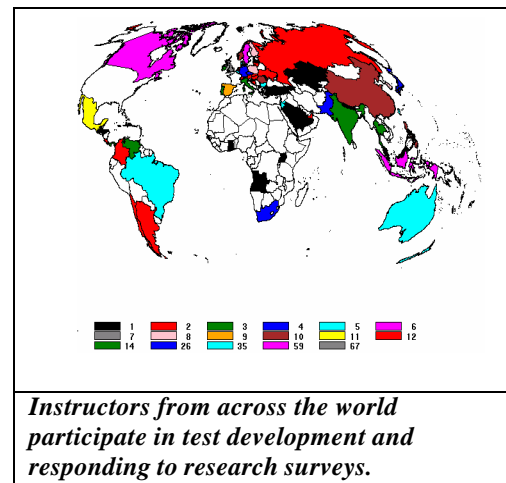 1 2 3 4 5 6
7 8 9 10 11 12
14 26 35 59 67
Instructors from across the world
participate in test development and
responding to research surveys.